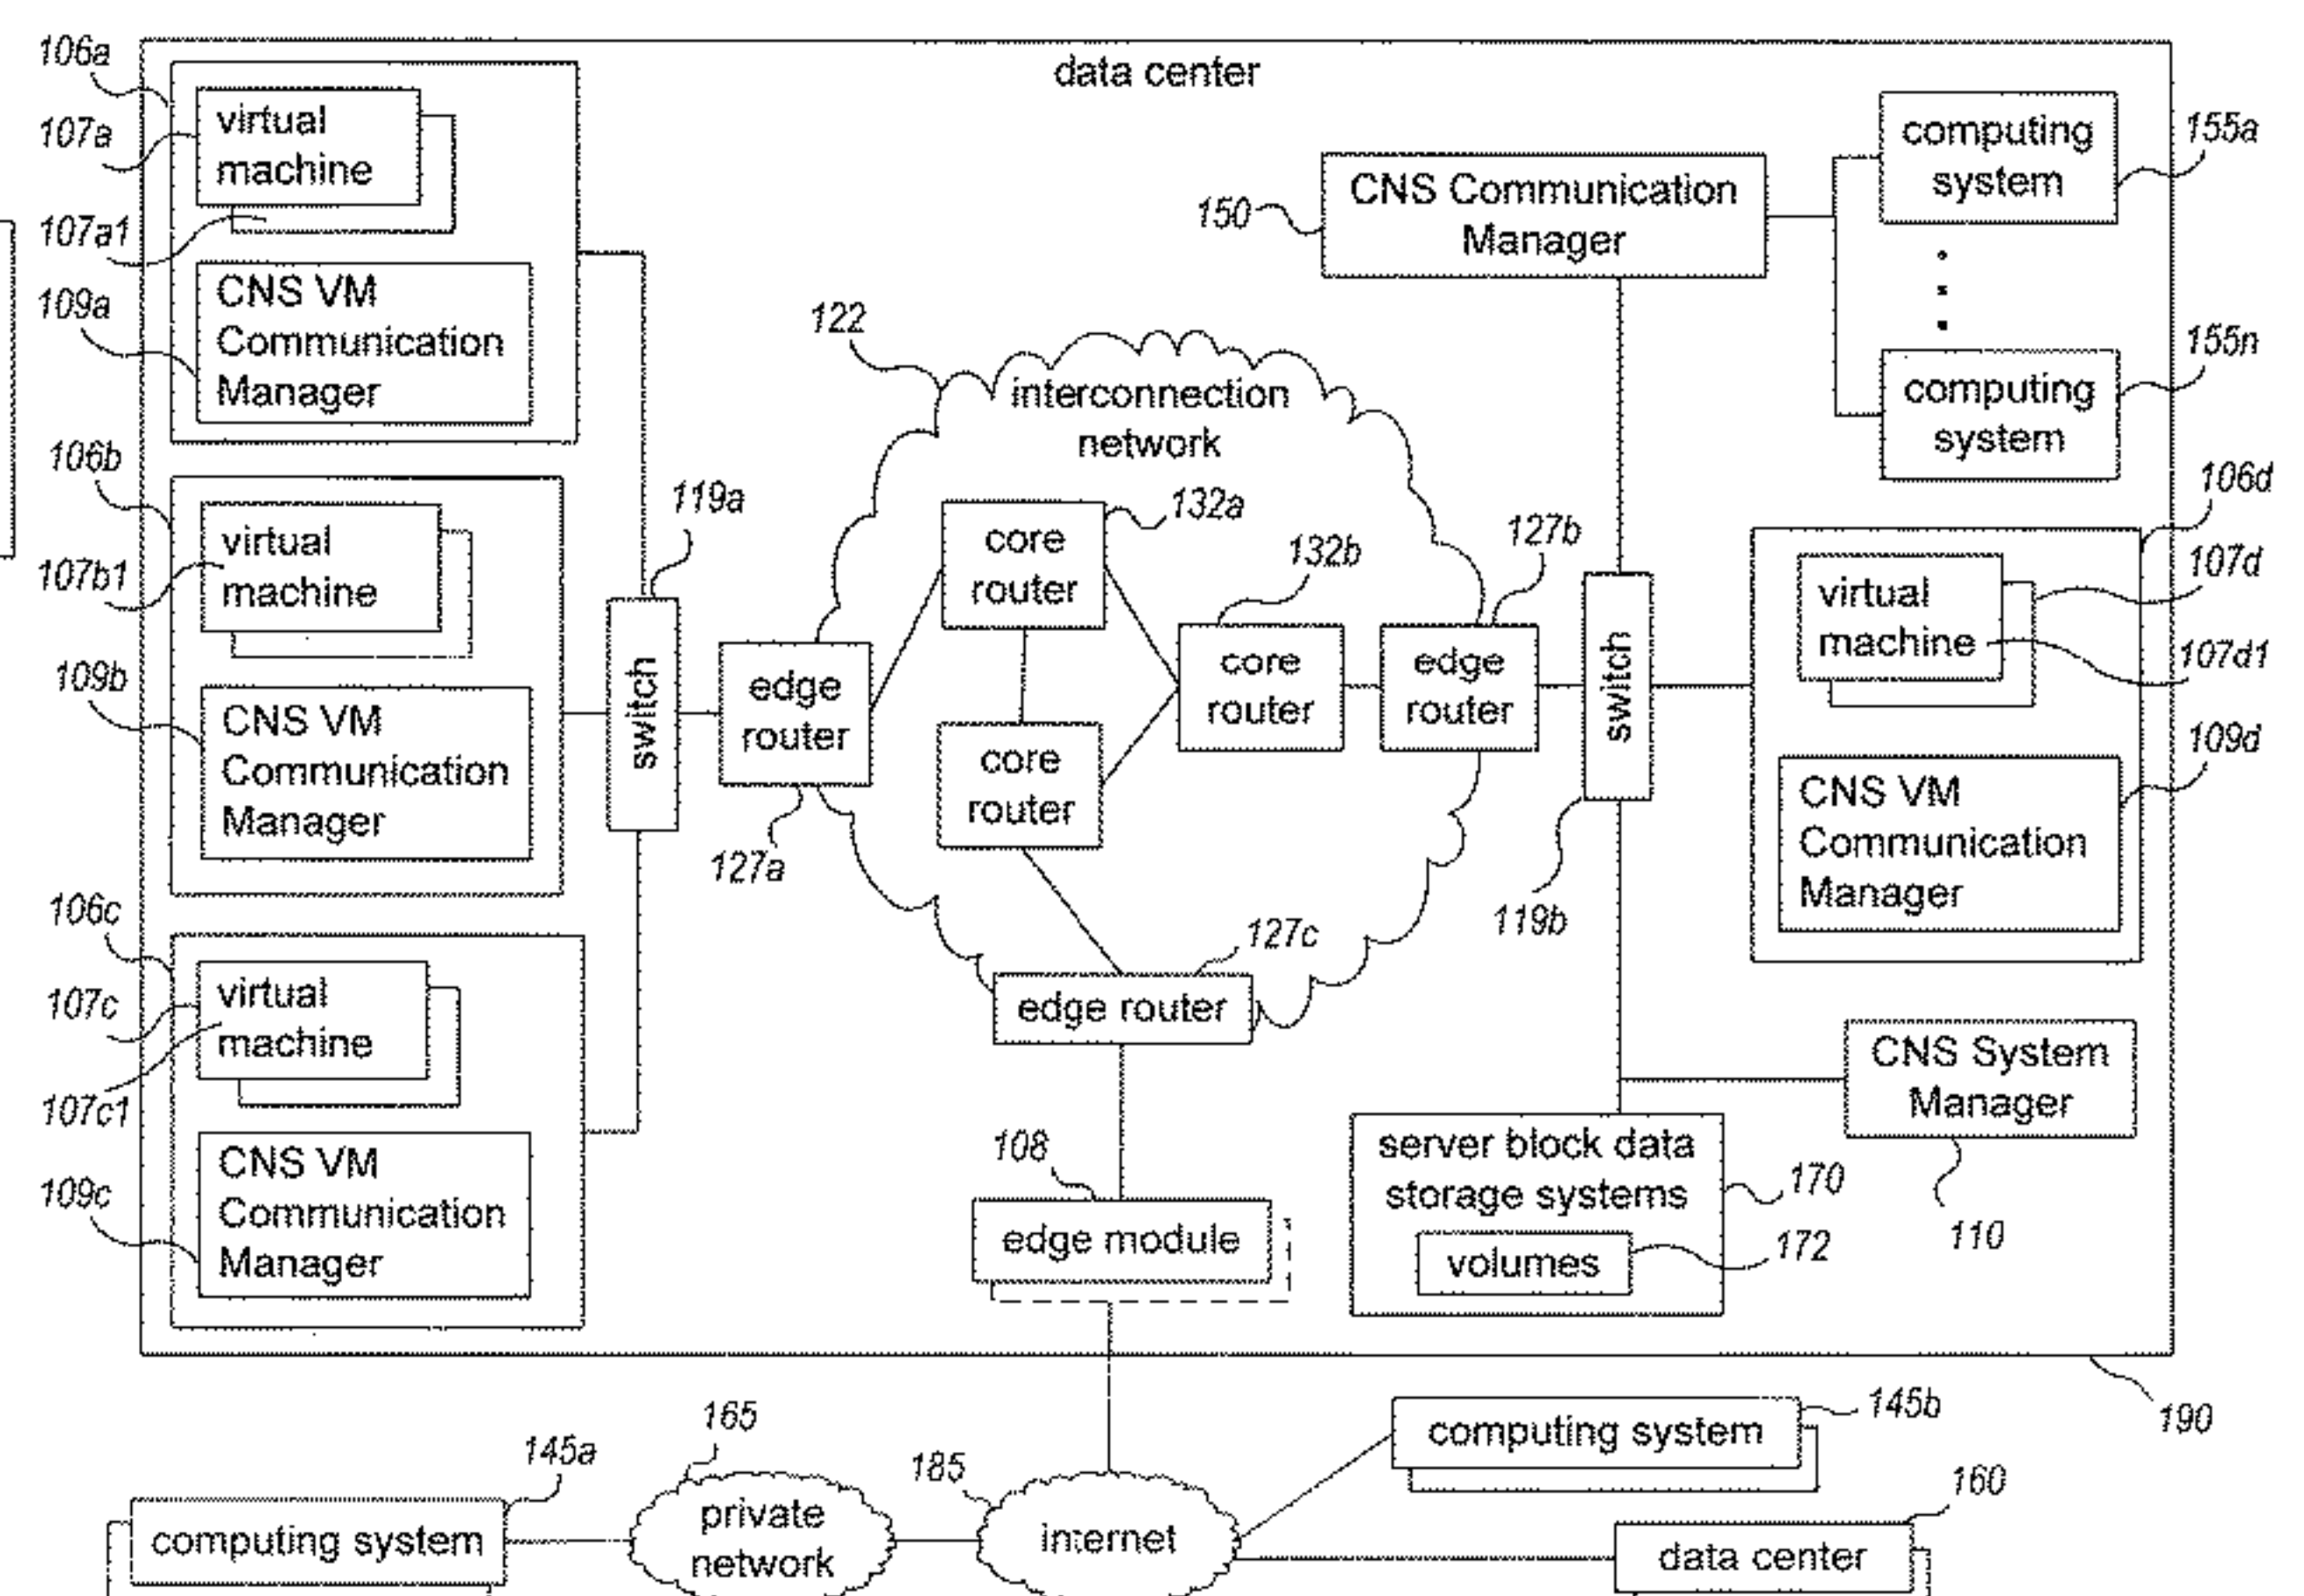 data center
106a
107a
virtual
machine
107a1
109a
CNS VM
Communication
Manager
106b
107b1
virtual
machine
109b
CNS VM
Communication
Manager
106c
107c
virtual
machine
107c1
109c
CNS VM
Communication
Manager
119a
switch
122
interconnection
network
132a
core
router
132b
core
router
core
router
edge
router
127a
127b
edge
router
127c
edge router
108
edge module
150
CNS Communication
Manager
computing
system
155a
155n
computing
system
switch
119b
106d
107d
virtual
machine
107d1
109d
CNS VM
Communication
Manager
CNS System
Manager
110
server block data
storage systems
170
volumes
172
190
145a
computing system
165
private
network
185
internet
145b
computing system
160
data center